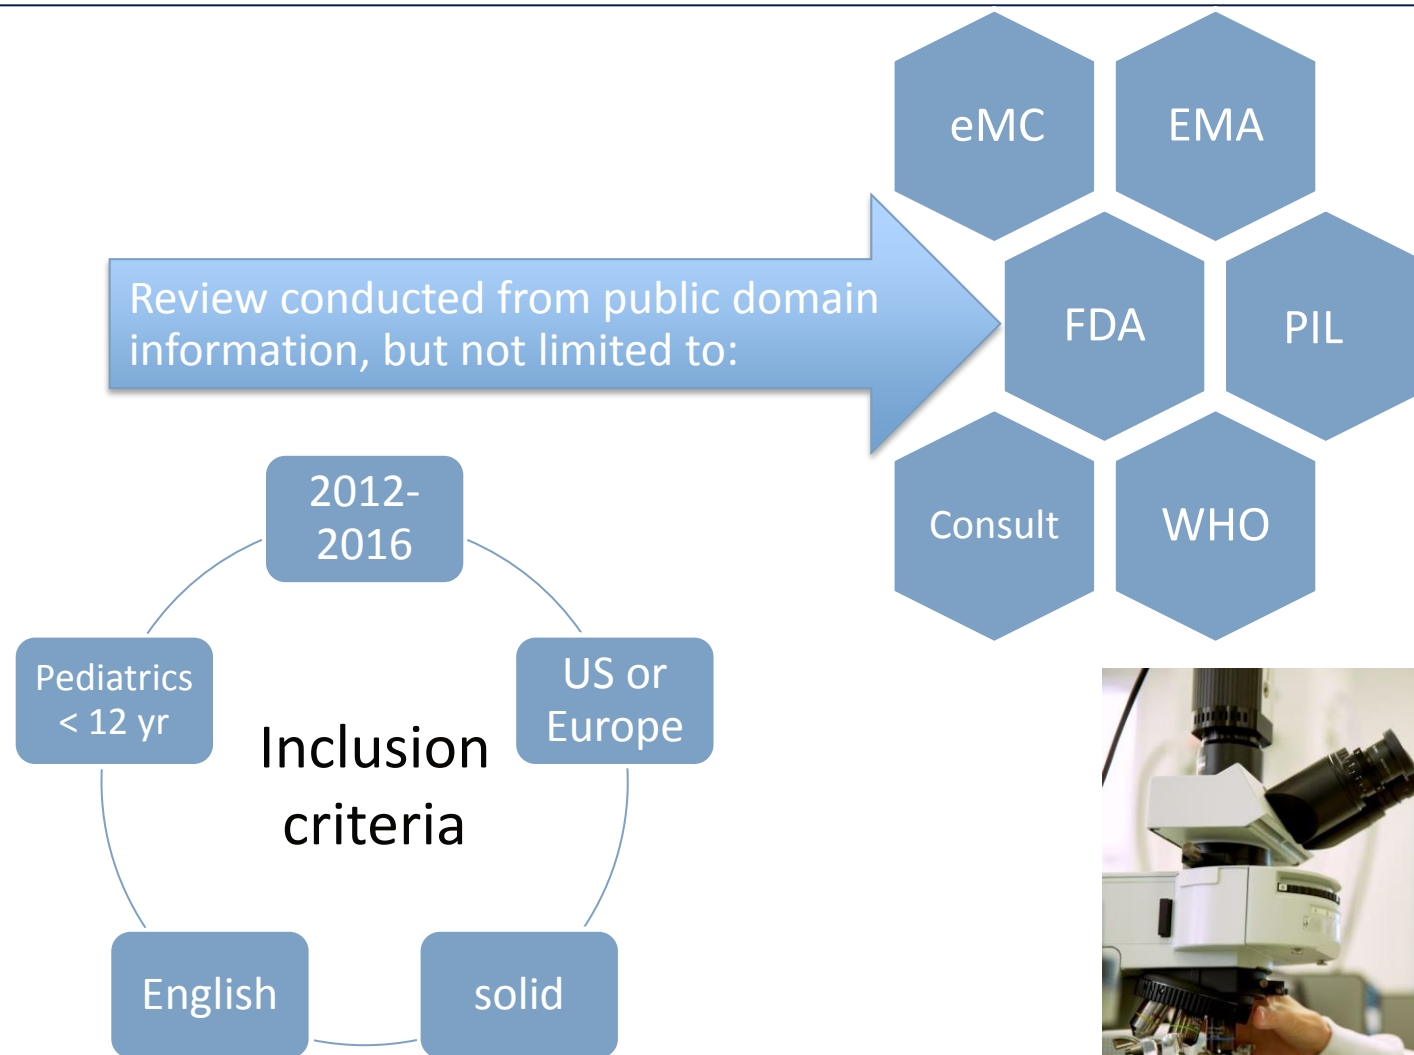 eMC
EMA
Review conducted from public domain
information, but not limited to:
FDA
PIL
Consult
WHO
2012-
2016
Pediatrics
< 12 yr
US or
Europe
Inclusion
criteria
English
solid